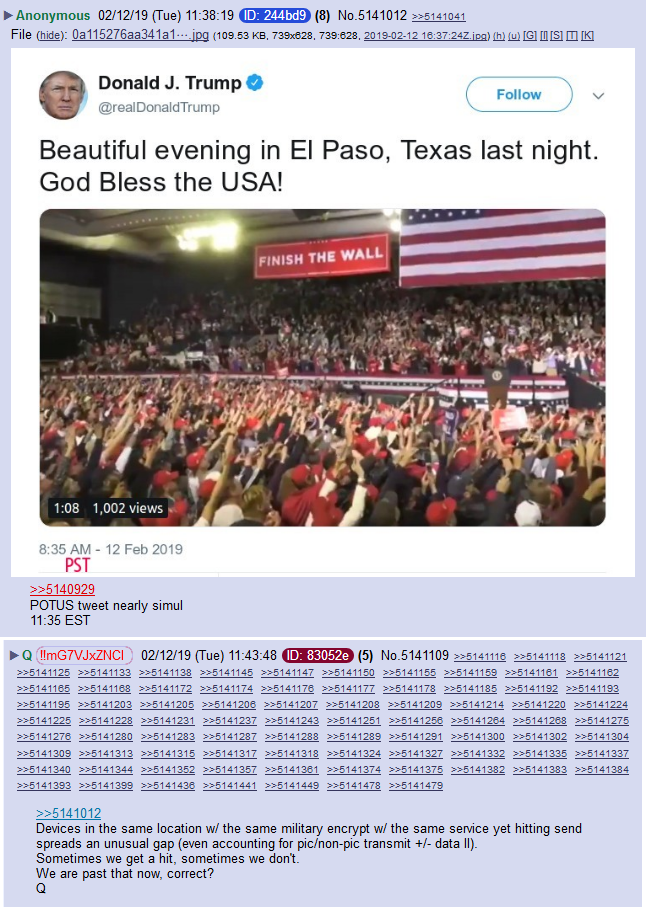 Anonymous 02/12/19 (Tue) 11:38:19 ID: 244bd9 (8) No.5141012 >>5141041
File (hide): 0a115276aa341a1⋯.jpg (109.53 KB, 739x628, 739:628, 2019-02-12 16:37:24Z.jpg) (h) (u) [G] [I] [S] [T] [K]
Donald J. Trump
@realDonaldTrump
Follow
Beautiful evening in El Paso, Texas last night.
God Bless the USA!
FINISH THE WALL
1:08 1,002 views
8:35 AM - 12 Feb 2019
PST
>>5140929
POTUS tweet nearly simul
11:35 EST
Q !!mG7VJxZNCI 02/12/19 (Tue) 11:43:48 ID: 83052e (5) No.5141109 >>5141116 >>5141118 >>5141121
>>5141125 >>5141133 >>5141138 >>5141145 >>5141147 >>5141150 >>5141155 >>5141159 >>5141161 >>5141162
>>5141165 >>5141168 >>5141172 >>5141174 >>5141176 >>5141177 >>5141178 >>5141185 >>5141192 >>5141193
>>5141195 >>5141203 >>5141205 >>5141206 >>5141207 >>5141208 >>5141209 >>5141214 >>5141220 >>5141224
>>5141225 >>5141228 >>5141231 >>5141237 >>5141243 >>5141251 >>5141256 >>5141264 >>5141268 >>5141275
>>5141276 >>5141280 >>5141283 >>5141287 >>5141288 >>5141289 >>5141291 >>5141300 >>5141302 >>5141304
>>5141309 >>5141313 >>5141315 >>5141317 >>5141318 >>5141324 >>5141327 >>5141332 >>5141335 >>5141337
>>5141340 >>5141344 >>5141352 >>5141357 >>5141361 >>5141374 >>5141375 >>5141382 >>5141383 >>5141384
>>5141393 >>5141399 >>5141436 >>5141441 >>5141449 >>5141478 >>5141479
>>5141012
Devices in the same location w/ the same military encrypt w/ the same service yet hitting send
spreads an unusual gap (even accounting for pic/non-pic transmit +/- data II).
Sometimes we get a hit, sometimes we don't.
We are past that now, correct?
Q